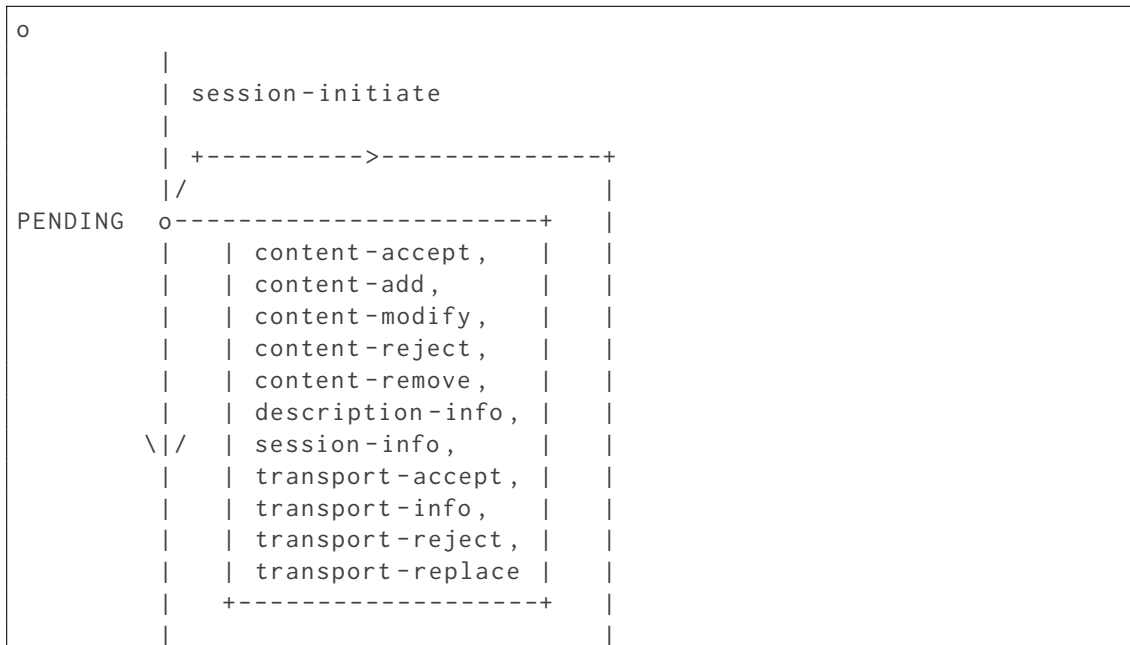 o
          |
          | session-initiate
          |
          | +---------->--------------+
          |/                          |
PENDING  o-----------------------+    |
          |   | content-accept,   |   |
          |   | content-add,      |   |
          |   | content-modify,   |   |
          |   | content-reject,   |   |
          |   | content-remove,   |   |
          |   | description-info, |   |
         \|/  | session-info,     |   |
          |   | transport-accept, |   |
          |   | transport-info,   |   |
          |   | transport-reject, |   |
          |   | transport-replace |   |
          |   +-------------------+   |
          |                           |